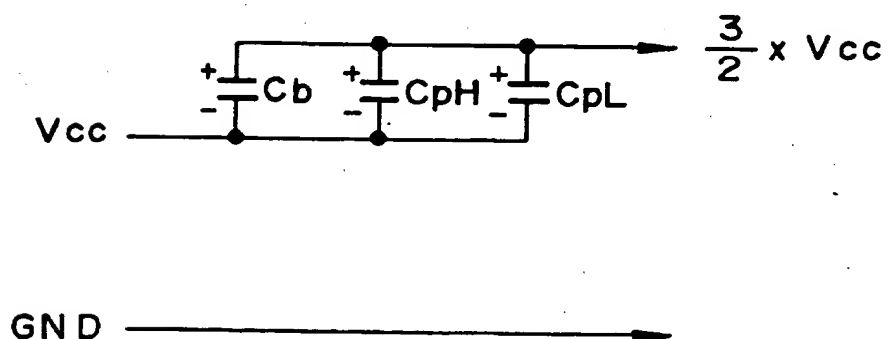 3/2 x Vcc
+ Cb
-
+ CpH
-
+ CpL
-
Vcc
GND